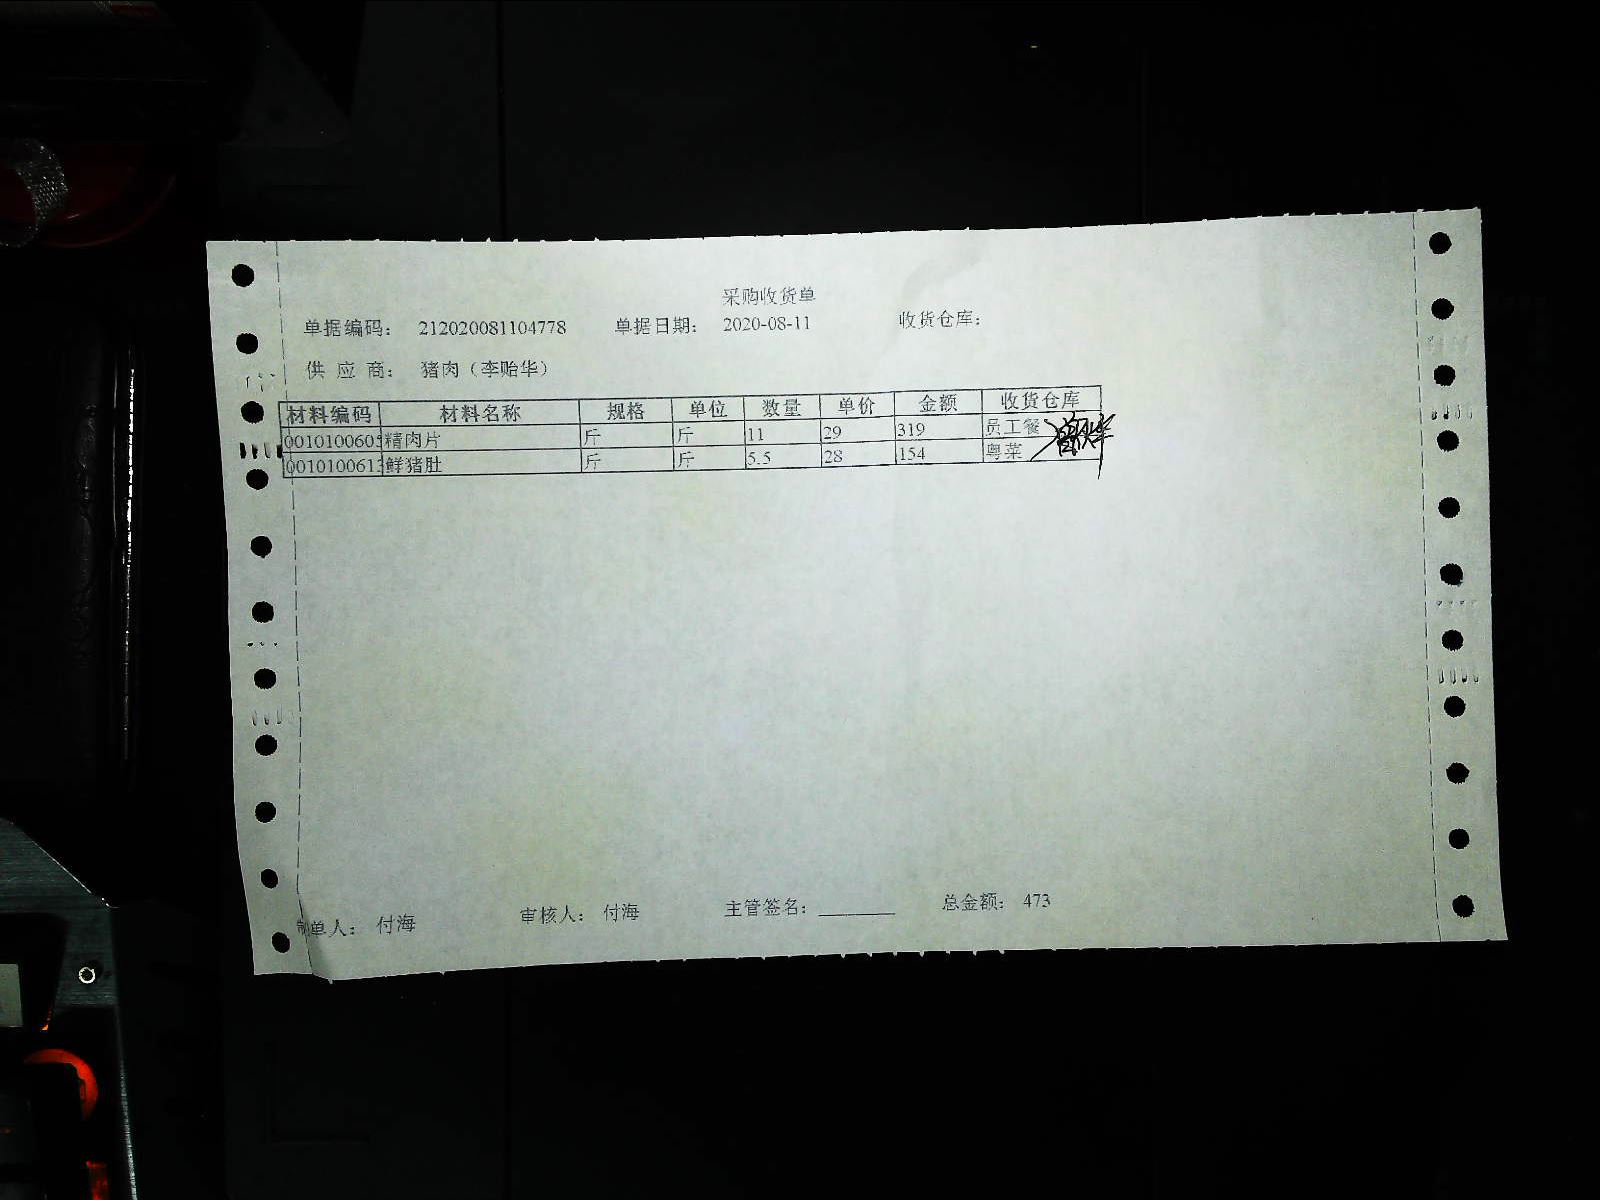 采购收货单
单据编码: 212020081104778 单据日期: 2020-08-11 收货仓库:
供 应 商: 猪肉（李贻华）
材料编码 材料名称 规格 单位 数量 单价 金额 收货仓库
0010100605 精肉片 斤 斤 11 29 319 员工餐
0010100613 鲜猪肚 斤 斤 5.5 28 154 粤菜
制单人: 付海 审核人: 付海 主管签名: ________ 总金额: 473